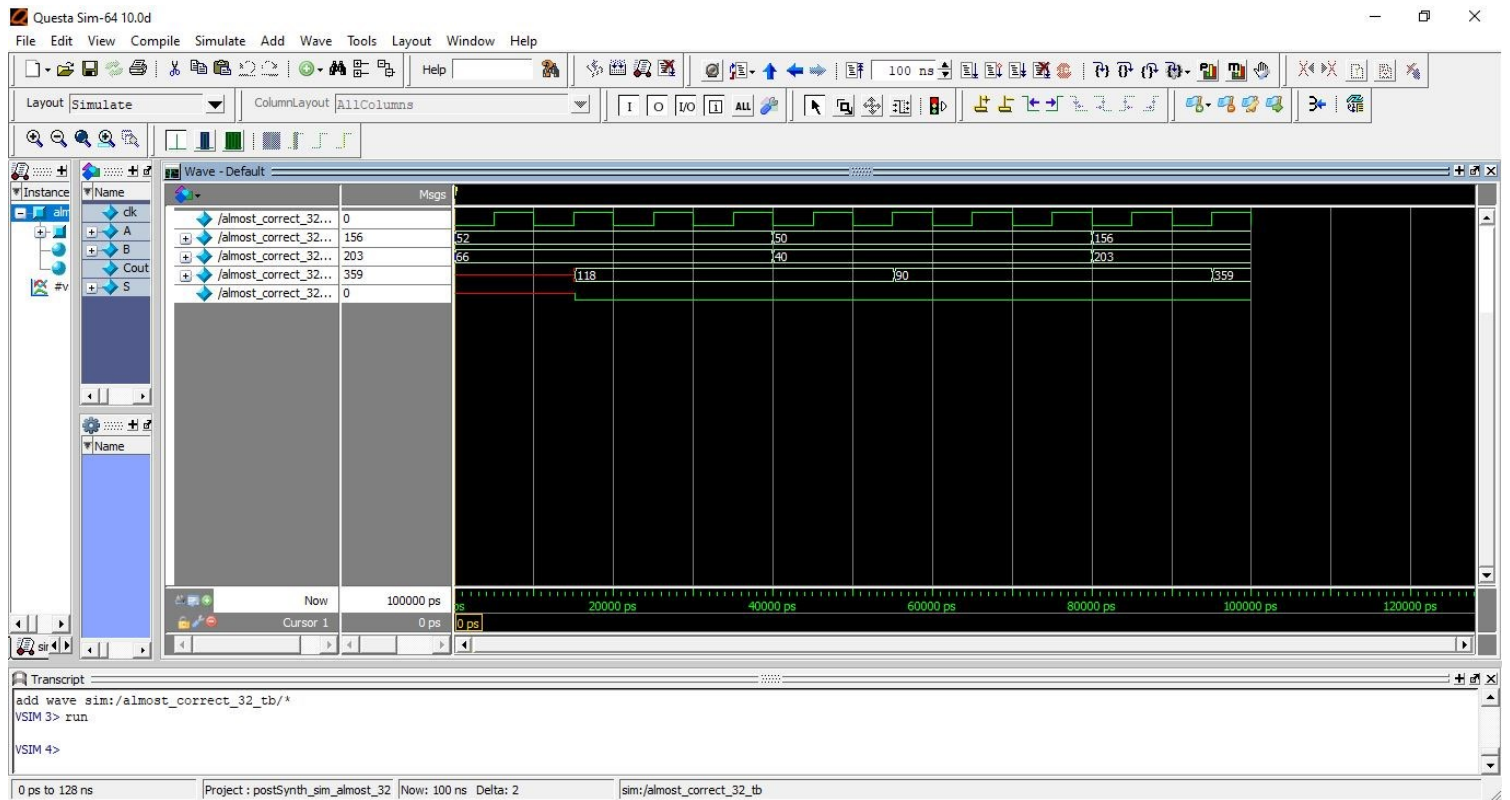 Questa Sim-64 10.0d
File Edit View Compile Simulate Add Wave Tools Layout Window Help
Help 100 ns
Layout Simulate ColumnLayout AllColumns
I O I/O ALL
Wave - Default
Instance Name Msgs
alm clk /almost_correct_32... 0
A /almost_correct_32... 156 52 50 156
B /almost_correct_32... 203 66 40 203
Cout /almost_correct_32... 359 118 90 359
#v S /almost_correct_32... 0
Name
Now 100000 ps ps 20000 ps 40000 ps 60000 ps 80000 ps 100000 ps 120000 ps
Cursor 1 0 ps 0 ps
sim
Transcript
add wave sim:/almost_correct_32_tb/*
VSIM 3> run
VSIM 4>
0 ps to 128 ns Project : postSynth_sim_almost_32 Now: 100 ns Delta: 2 sim:/almost_correct_32_tb